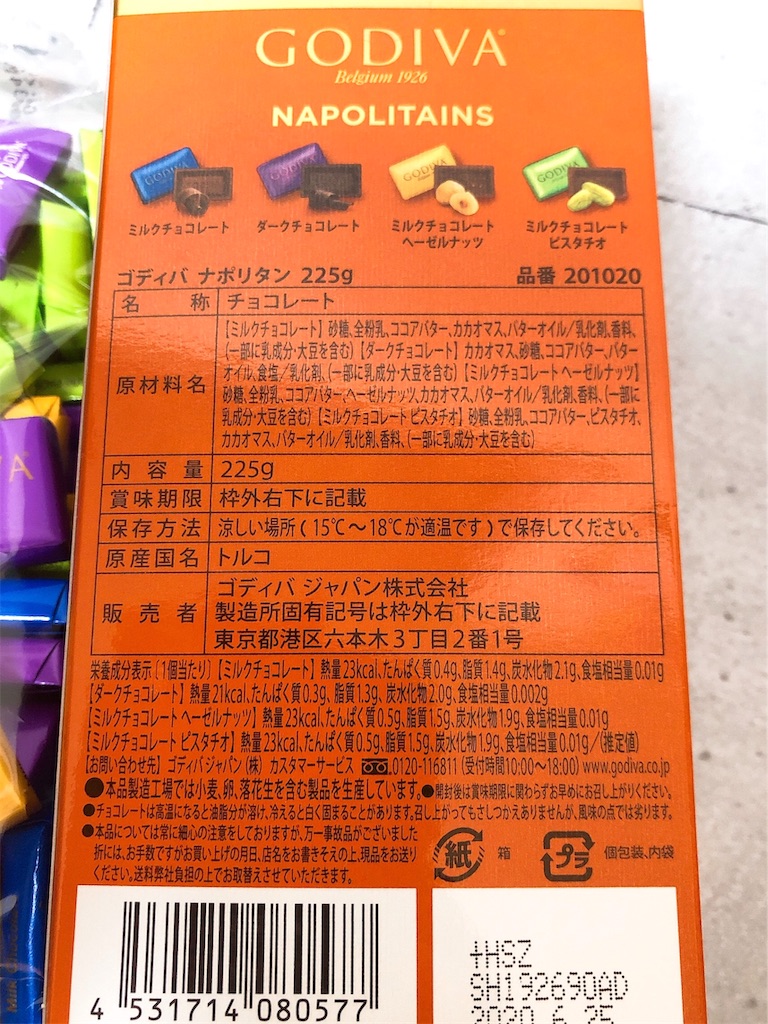 GODIVA
Belgium 1926
NAPOLITAINS
ミルクチョコレート
ダークチョコレート
ミルクチョコレート
ヘーゼルナッツ
ミルクチョコレート
ピスタチオ
ゴディバ ナポリタン 225g 品番 201020
名称 チョコレート
原材料名
【ミルクチョコレート】砂糖、全粉乳、ココアバター、カカオマス、バターオイル/乳化剤、香料、
(一部に乳成分・大豆を含む)【ダークチョコレート】カカオマス、砂糖、ココアバター、バター
オイル、食塩/乳化剤、(一部に乳成分・大豆を含む)【ミルクチョコレート ヘーゼルナッツ】
砂糖、全粉乳、ココアバター、ヘーゼルナッツ、カカオマス、バターオイル/乳化剤、香料、(一部に
乳成分・大豆を含む)【ミルクチョコレート ピスタチオ】砂糖、全粉乳、ココアバター、ピスタチオ、
カカオマス、バターオイル/乳化剤、香料、(一部に乳成分・大豆を含む)
内容量 225g
賞味期限 枠外右下に記載
保存方法 涼しい場所(15℃〜18℃が適温です)で保存してください。
原産国名 トルコ
販売者
ゴディバ ジャパン株式会社
製造所固有記号は枠外右下に記載
東京都港区六本木3丁目2番1号
栄養成分表示〔1個当たり〕【ミルクチョコレート】熱量23kcal、たんぱく質0.4g、脂質1.4g、炭水化物2.1g、食塩相当量0.01g
【ダークチョコレート】熱量21kcal、たんぱく質0.3g、脂質1.3g、炭水化物2.0g、食塩相当量0.002g
【ミルクチョコレート ヘーゼルナッツ】熱量23kcal、たんぱく質0.5g、脂質1.5g、炭水化物1.9g、食塩相当量0.01g
【ミルクチョコレート ピスタチオ】熱量23kcal、たんぱく質0.5g、脂質1.5g、炭水化物1.9g、食塩相当量0.01g/(推定値)
【お問い合わせ先】ゴディバ ジャパン(株) カスタマーサービス 0120-116811(受付時間10:00〜18:00) www.godiva.co.jp
●本品製造工場では小麦、卵、落花生を含む製品を生産しています。●開封後は賞味期限に関わらずお早めにお召し上がりください。
●チョコレートは高温になると油脂分が溶け、冷えると白く固まることがあります。召し上がってもさしつかえありませんが、風味の点では劣ります。
●本品については常に細心の注意をしておりますが、万一事故品がございました
折には、お手数ですがお買い上げの月日、店名をお書きそえの上、現品をお送り
ください。送料弊社負担の上でお取替えさせていただきます。
紙 箱
プラ 個包装、内袋
4 531714 080577
+HSZ
SH192690AD
2020.6.25